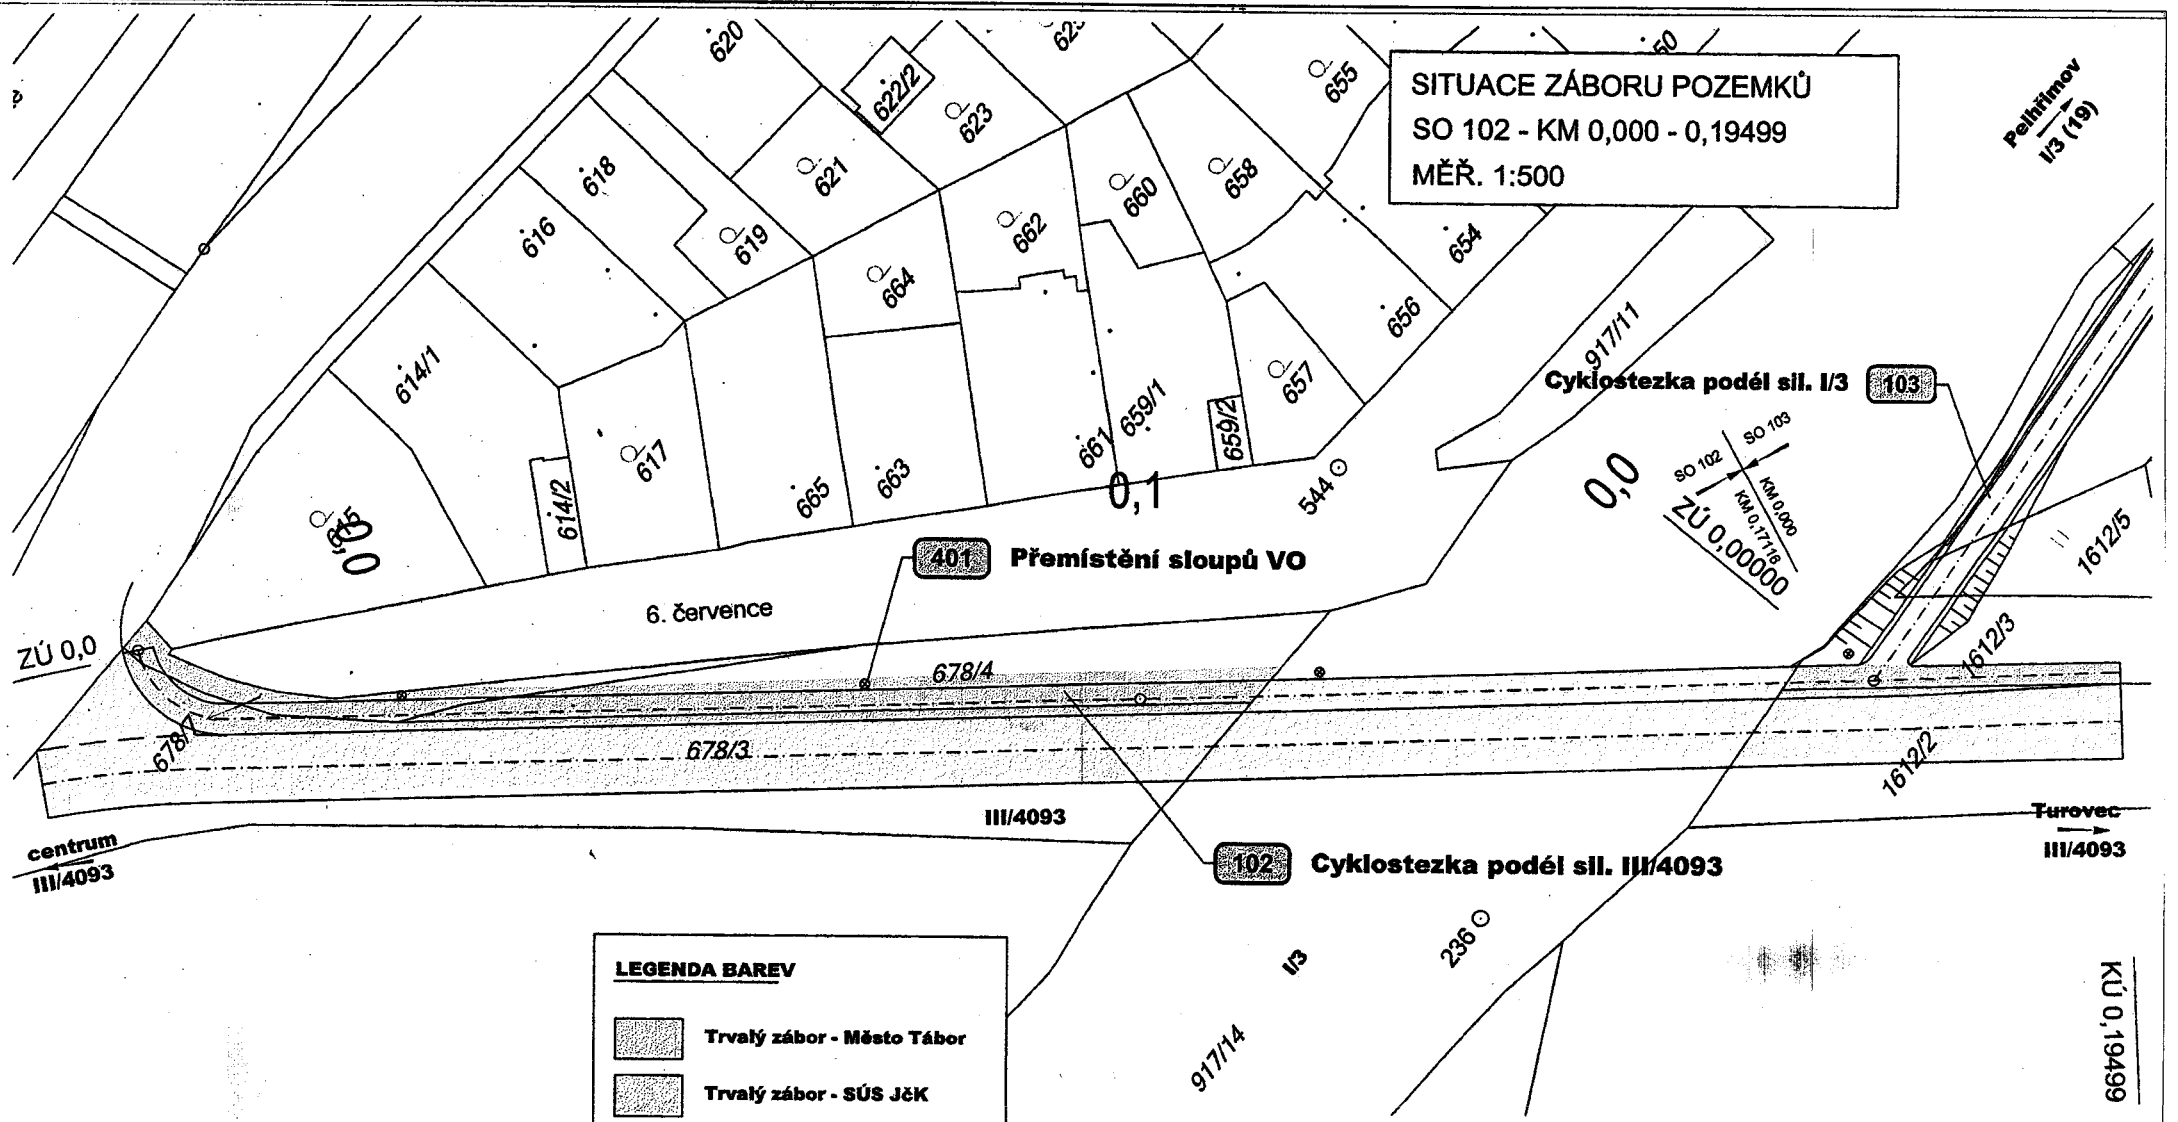 SITUACE ZÁBORU POZEMKŮ
SO 102 - KM 0,000 - 0,19499
MĚŘ. 1:500
Pelhřimov
I/3 (19)
620
622/2
623
655
618
621
660
658
616
619
662
654
664
656
917/11
614/1
Cyklostezka podél sil. I/3
103
657
659/1
659/2
617
661
663
665
614/2
615
0,0
0,1
544
0,0
SO 102
SO 103
KM 0,000
KM 0,17118
ZÚ 0,00000
1612/5
401
Přemístění sloupů VO
6. července
ZÚ 0,0
678/4
1612/3
678/7
678/3
1612/2
III/4093
Turovec
III/4093
centrum
III/4093
102
Cyklostezka podél sil. III/4093
236
I/3
917/14
KÚ 0,19499
LEGENDA BAREV
Trvalý zábor - Město Tábor
Trvalý zábor - SÚS JčK